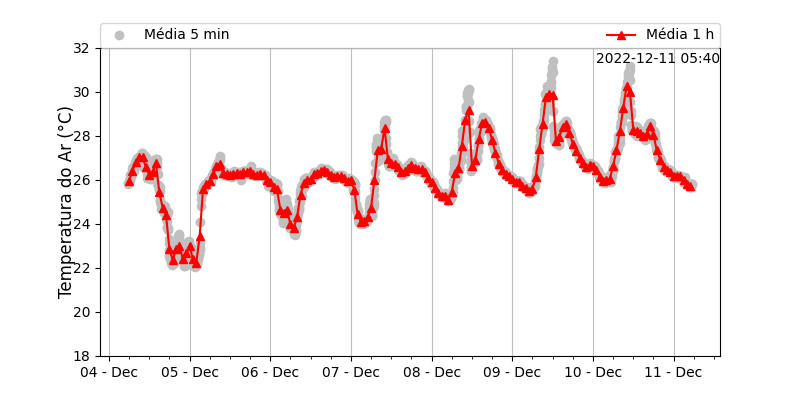 Média 5 min
Média 1 h
2022-12-11 05:40
Temperatura do Ar (°C)
32
30
28
26
24
22
20
18
04 - Dec
05 - Dec
06 - Dec
07 - Dec
08 - Dec
09 - Dec
10 - Dec
11 - Dec